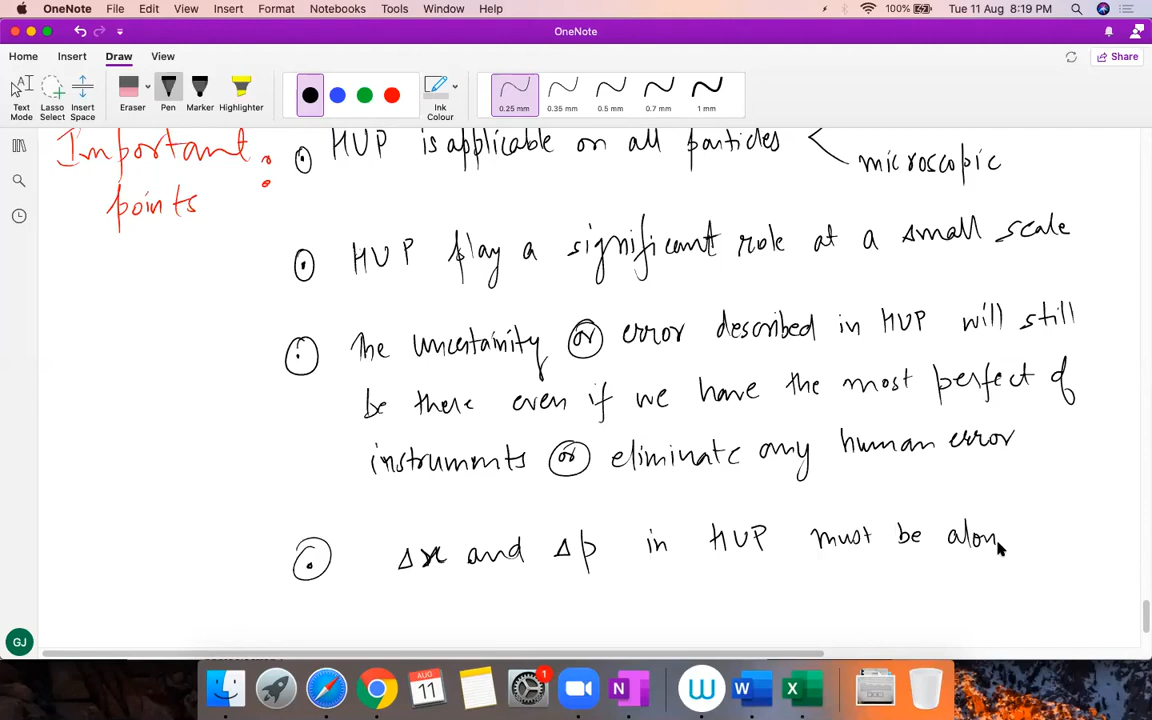 OneNote File Edit View Insert Format Notebooks Tools Window Help 100% Tue 11 Aug 8:19 PM
OneNote
Home Insert Draw View Share
Text Mode Lasso Select Insert Space Eraser Pen Marker Highlighter Ink Colour 0.25 mm 0.35 mm 0.5 mm 0.7 mm 1 mm
Important : HUP is applicable on all particles
microscopic
points
HUP play a significant role at a small scale
The uncertainity or error described in HUP will still
be there even if we have the most perfect of
instruments or eliminate any human error
Δx and Δp in HUP must be alon
GJ
AUG 11 1 N W W X